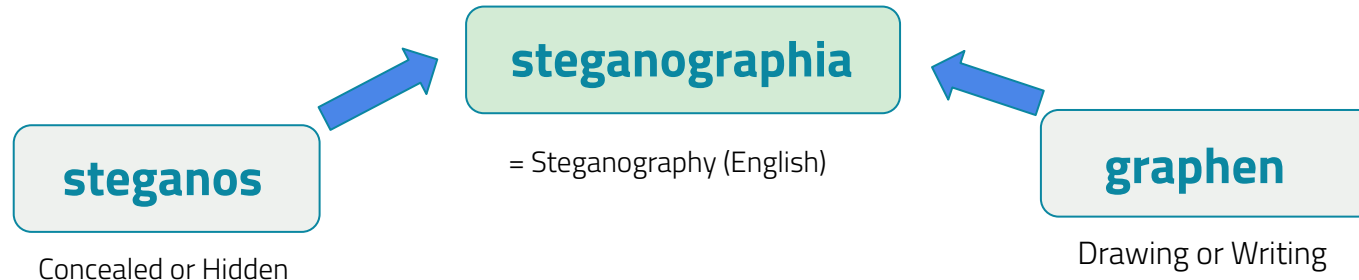 steganographia
= Steganography (English)
steganos
Concealed or Hidden
graphen
Drawing or Writing